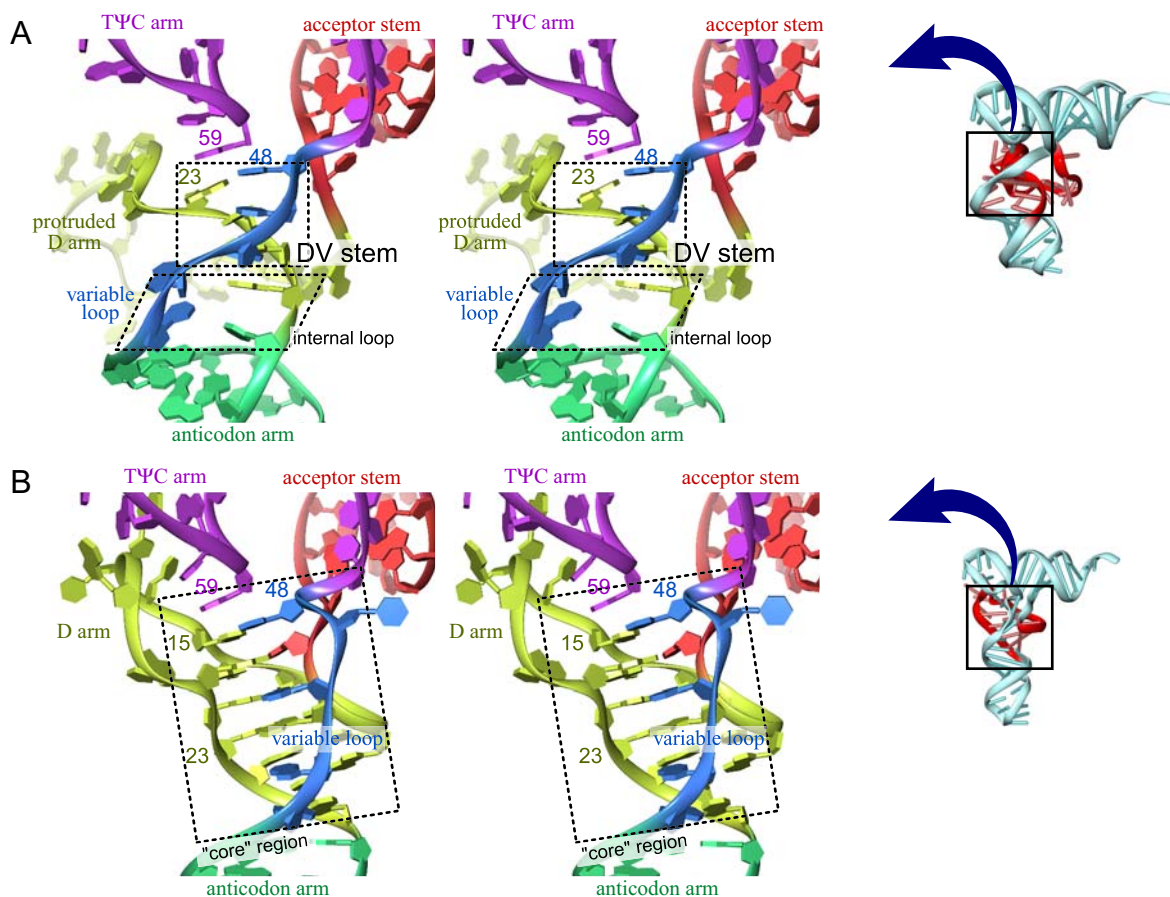 A
TΨC arm
acceptor stem
TΨC arm
acceptor stem
59
48
59
48
23
23
protruded
D arm
protruded
D arm
DV stem
DV stem
variable
loop
variable
loop
internal loop
internal loop
anticodon arm
anticodon arm
B
TΨC arm
acceptor stem
TΨC arm
acceptor stem
59
48
59
48
D arm
15
D arm
15
23
variable loop
23
variable loop
"core" region
"core" region
anticodon arm
anticodon arm